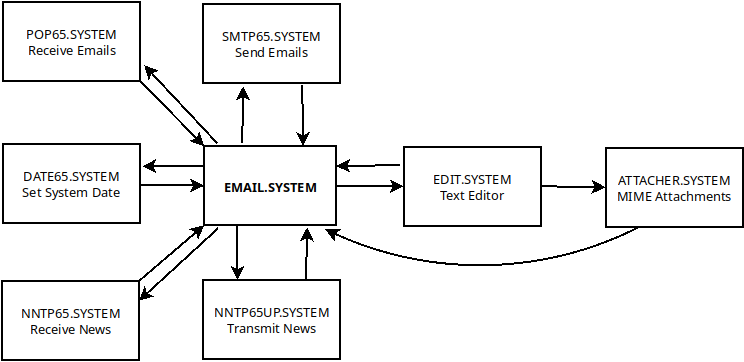 POP65.SYSTEM
Receive Emails
SMTP65.SYSTEM
Send Emails
DATE65.SYSTEM
Set System Date
EMAIL.SYSTEM
EDIT.SYSTEM
Text Editor
ATTACHER.SYSTEM
MIME Attachments
NNTP65.SYSTEM
Receive News
NNTP65UP.SYSTEM
Transmit News